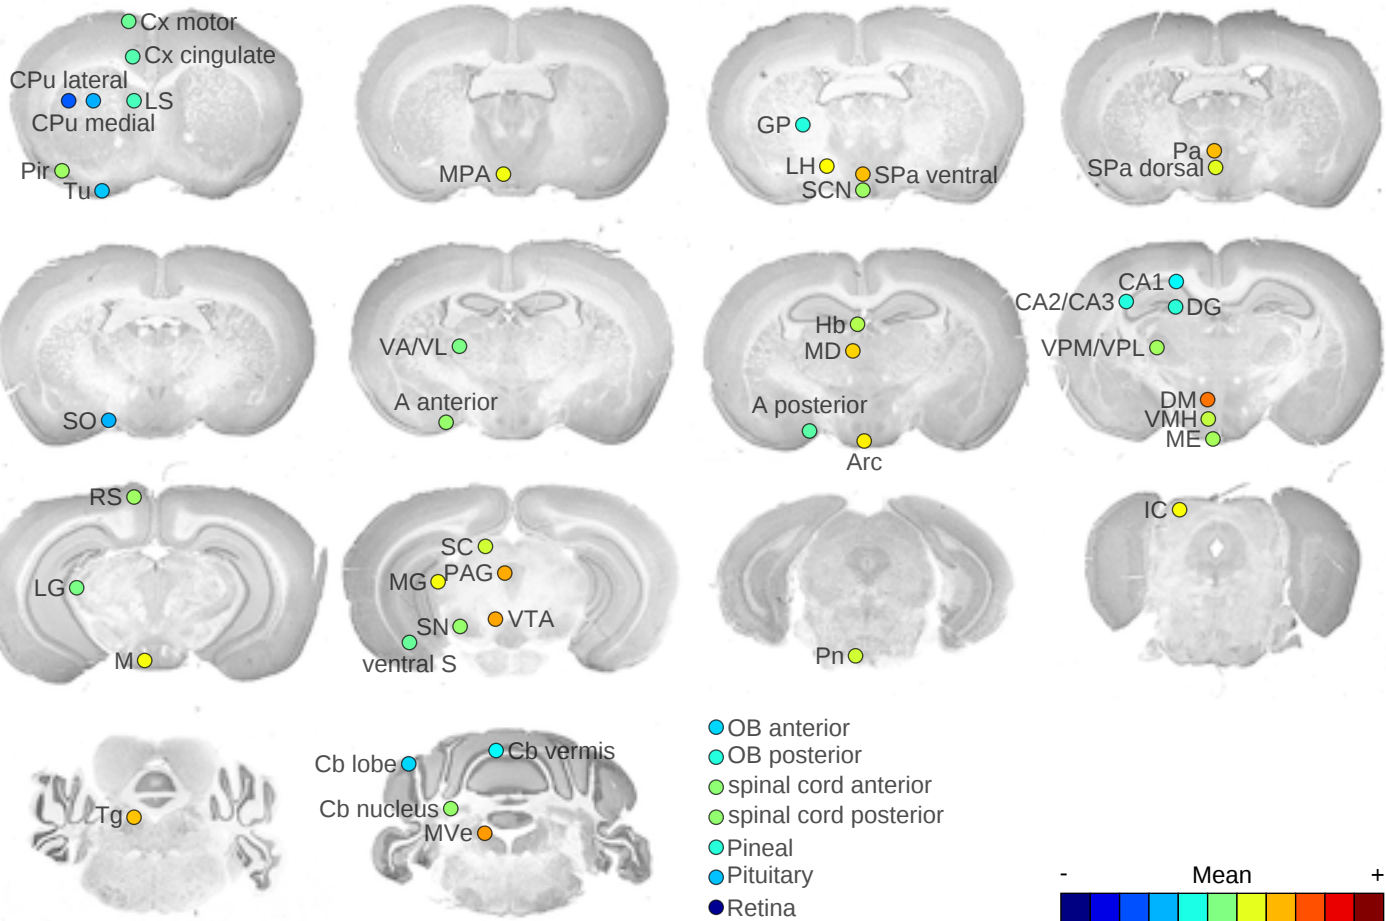 Cx motor
Cx cingulate
CPu lateral
LS
CPu medial
Pir
Tu
MPA
GP
LH
SPa ventral
SCN
Pa
SPa dorsal
SO
VA/VL
A anterior
Hb
MD
A posterior
Arc
CA1
CA2/CA3
DG
VPM/VPL
DM
VMH
ME
RS
LG
M
SC
MG
PAG
SN
VTA
ventral S
Pn
IC
Tg
Cb lobe
Cb vermis
Cb nucleus
MVe
OB anterior
OB posterior
spinal cord anterior
spinal cord posterior
Pineal
Pituitary
Retina
- Mean +